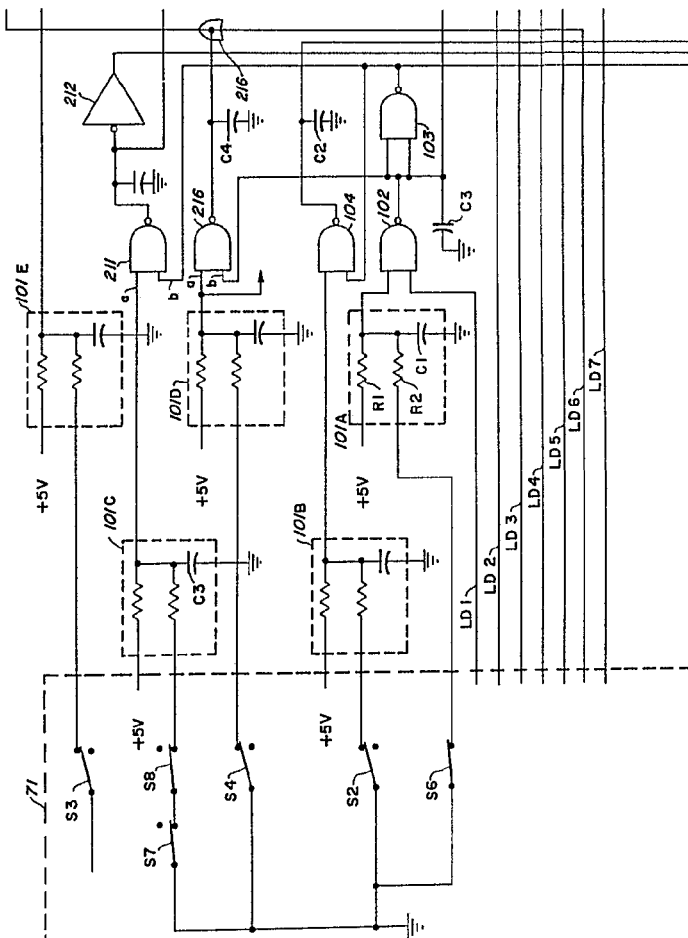 212
216
C4
C2
103
211
a
b
216
a
b
104
102
C3
101E
101D
101A
R1
R2
C1
+5V
+5V
+5V
101C
C3
101B
LD1
LD2
LD3
LD4
LD5
LD6
LD7
71
+5V
+5V
S3
S8
S7
S4
S2
S6